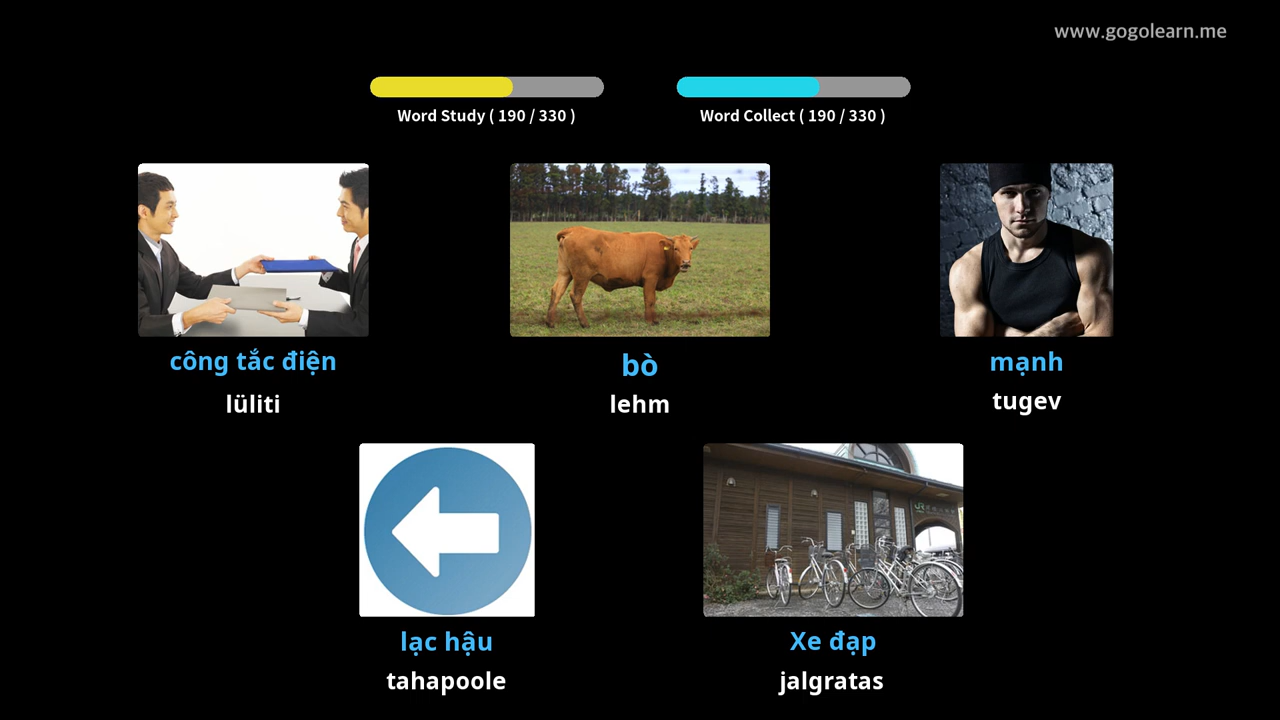 www.gogolearn.me
Word Study ( 190 / 330 )
Word Collect ( 190 / 330 )
công tắc điện
lüliti
bò
lehm
mạnh
tugev
lạc hậu
tahapoole
Xe đạp
jalgratas